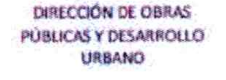 DIRECCIÓN DE OBRAS
PÚBLICAS Y DESARROLLO
URBANO